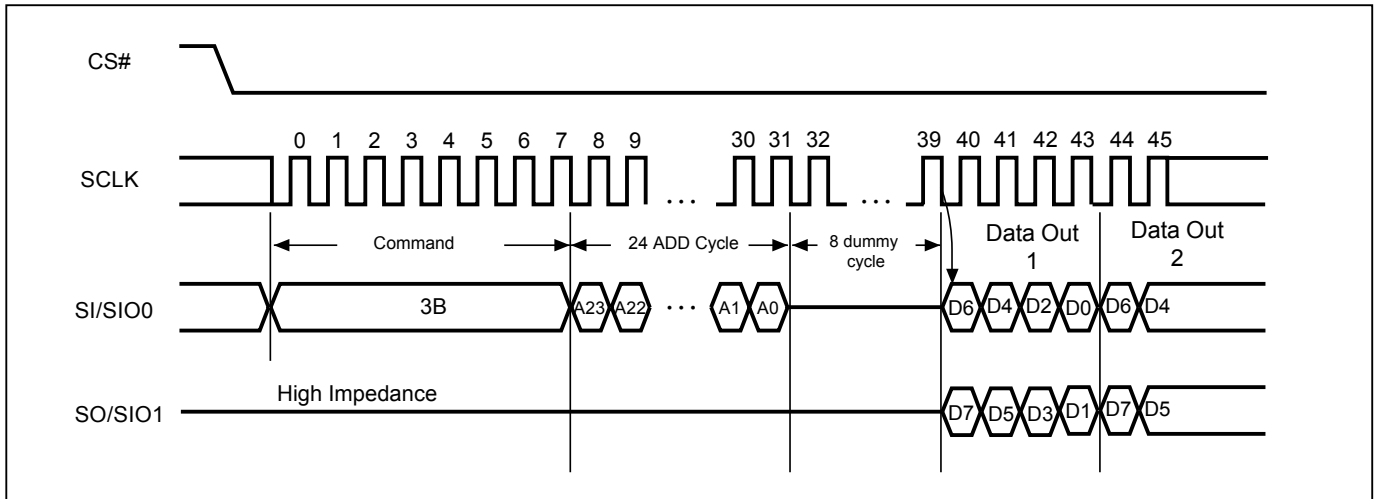 CS#
0 1 2 3 4 5 6 7 8 9 30 31 32 39 40 41 42 43 44 45
SCLK
... ...
Command 24 ADD Cycle 8 dummy cycle Data Out 1 Data Out 2
SI/SIO0 3B A23 A22 ... A1 A0 D6 D4 D2 D0 D6 D4
High Impedance
SO/SIO1 D7 D5 D3 D1 D7 D5